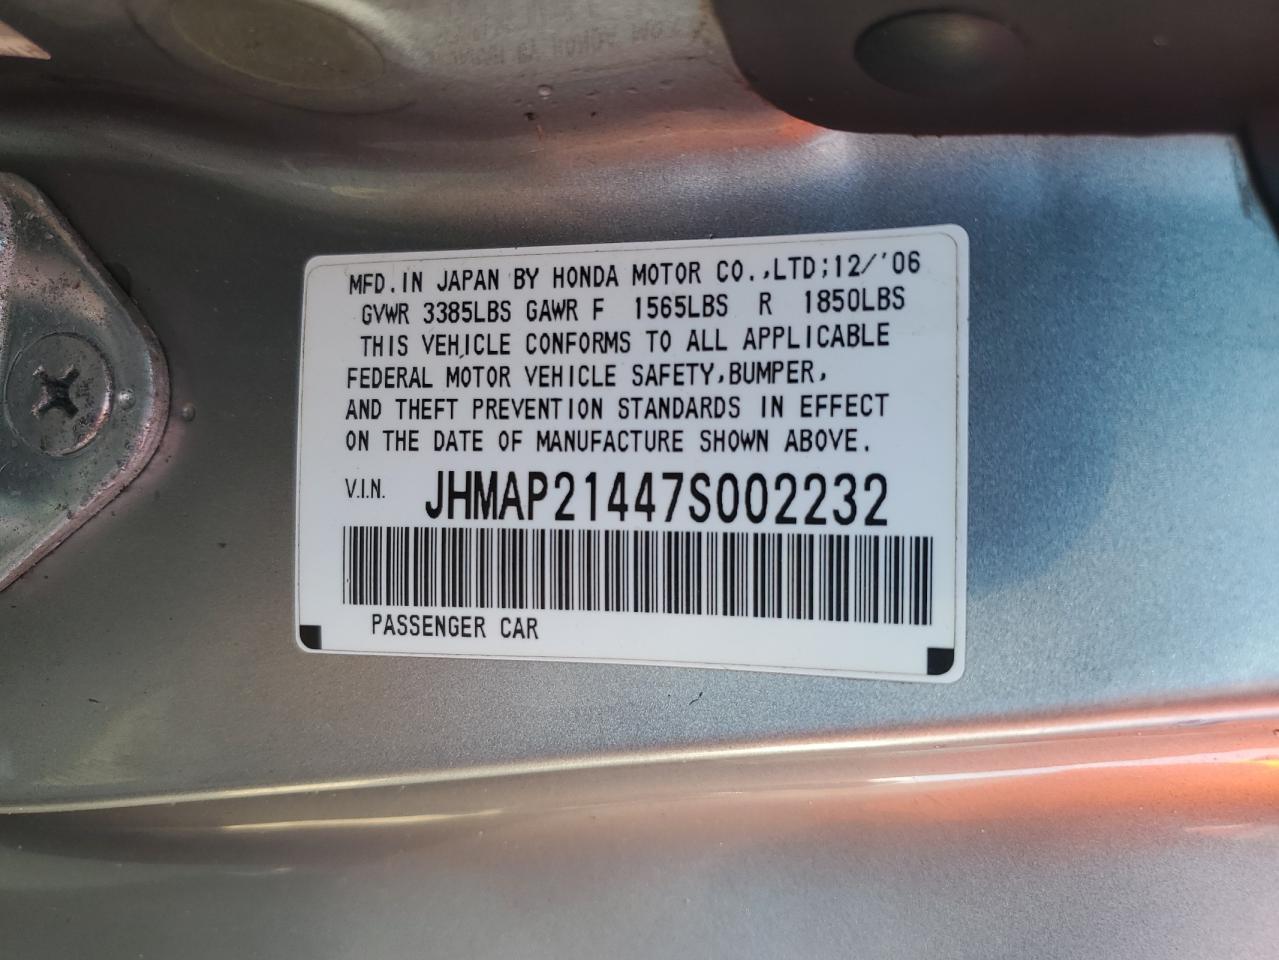 MFD. IN JAPAN BY HONDA MOTOR CO.,LTD;12/'06
GVWR 3385LBS GAWR F 1565LBS R 1850LBS
THIS VEHICLE CONFORMS TO ALL APPLICABLE
FEDERAL MOTOR VEHICLE SAFETY,BUMPER,
AND THEFT PREVENTION STANDARDS IN EFFECT
ON THE DATE OF MANUFACTURE SHOWN ABOVE.
V.I.N. JHMAP21447S002232
PASSENGER CAR